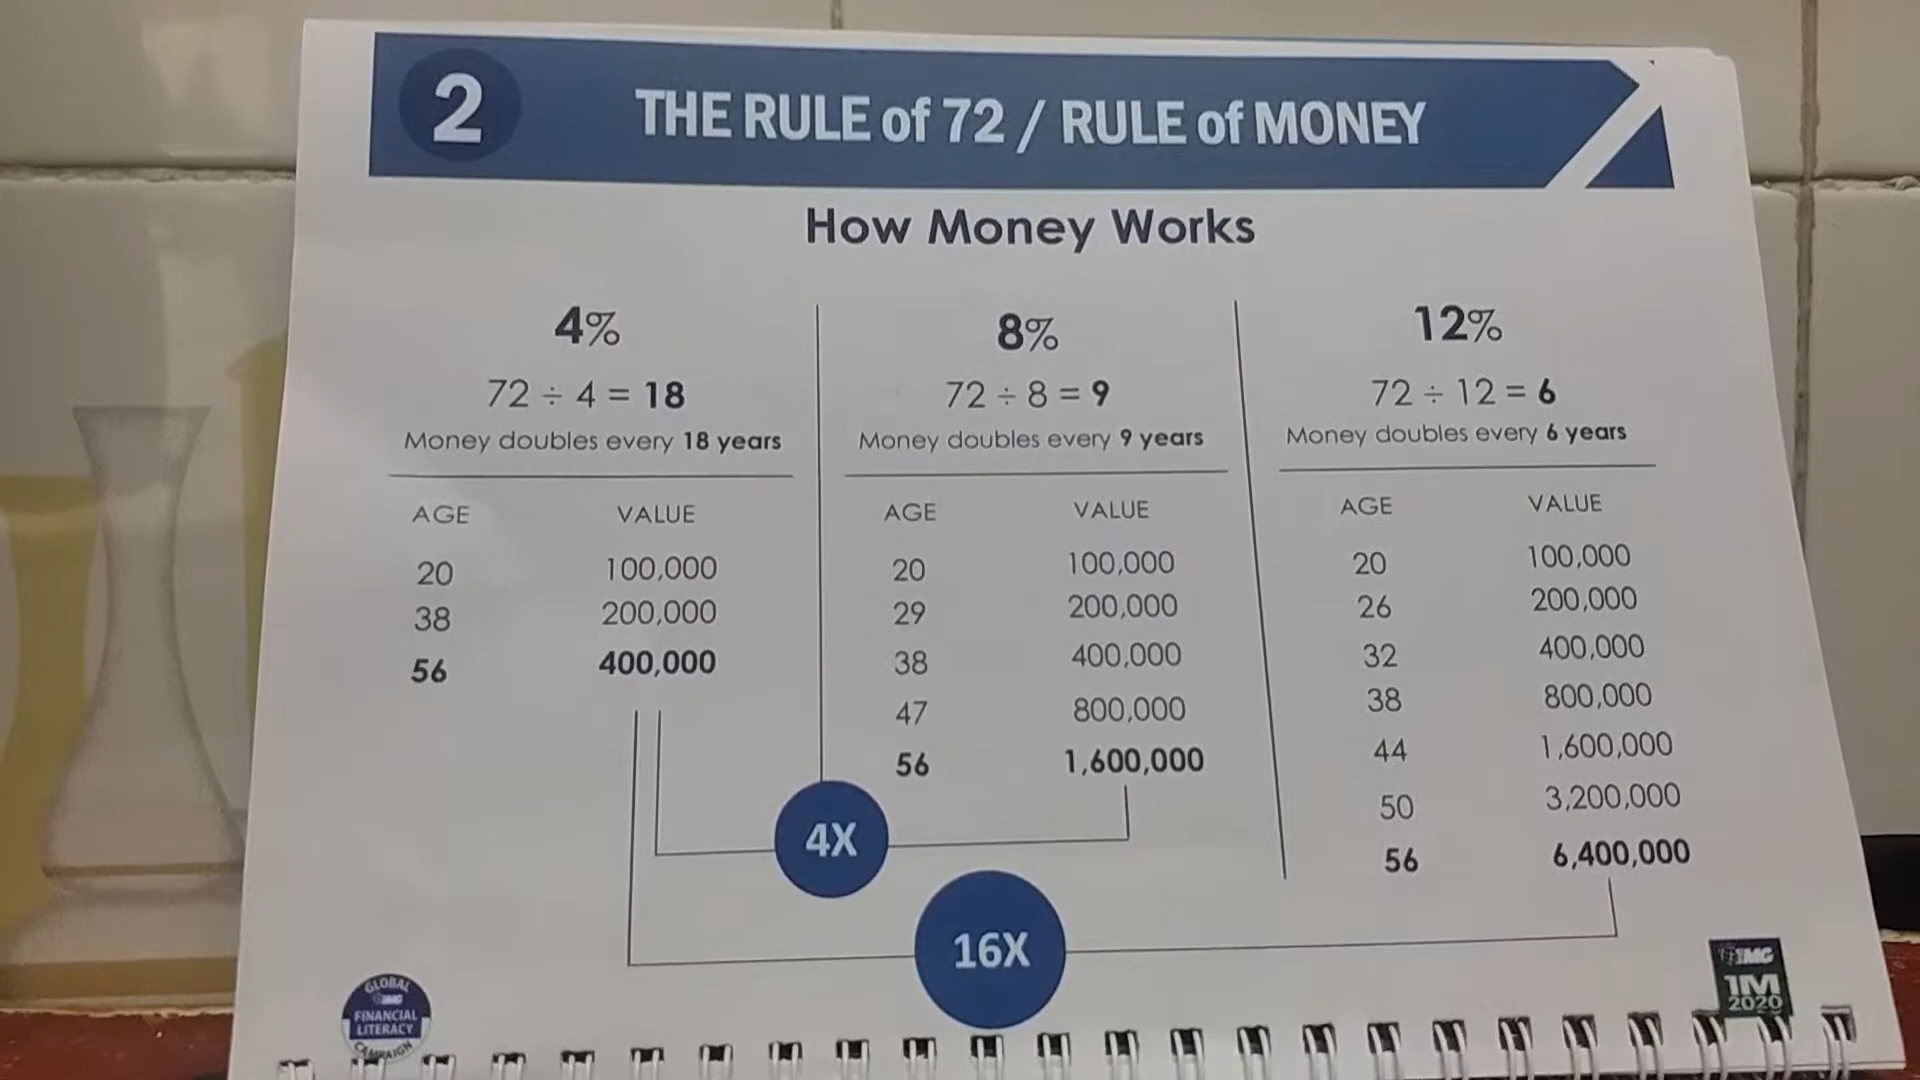 2
THE RULE of 72 / RULE of MONEY
How Money Works
4%
72 ÷ 4 = 18
Money doubles every 18 years
AGE VALUE
20 100,000
38 200,000
56 400,000
8%
72 ÷ 8 = 9
Money doubles every 9 years
AGE VALUE
20 100,000
29 200,000
38 400,000
47 800,000
56 1,600,000
12%
72 ÷ 12 = 6
Money doubles every 6 years
AGE VALUE
20 100,000
26 200,000
32 400,000
38 800,000
44 1,600,000
50 3,200,000
56 6,400,000
4X
16X
GLOBAL
IMG
FINANCIAL
LITERACY
CAMPAIGN
IMG
1M
2020